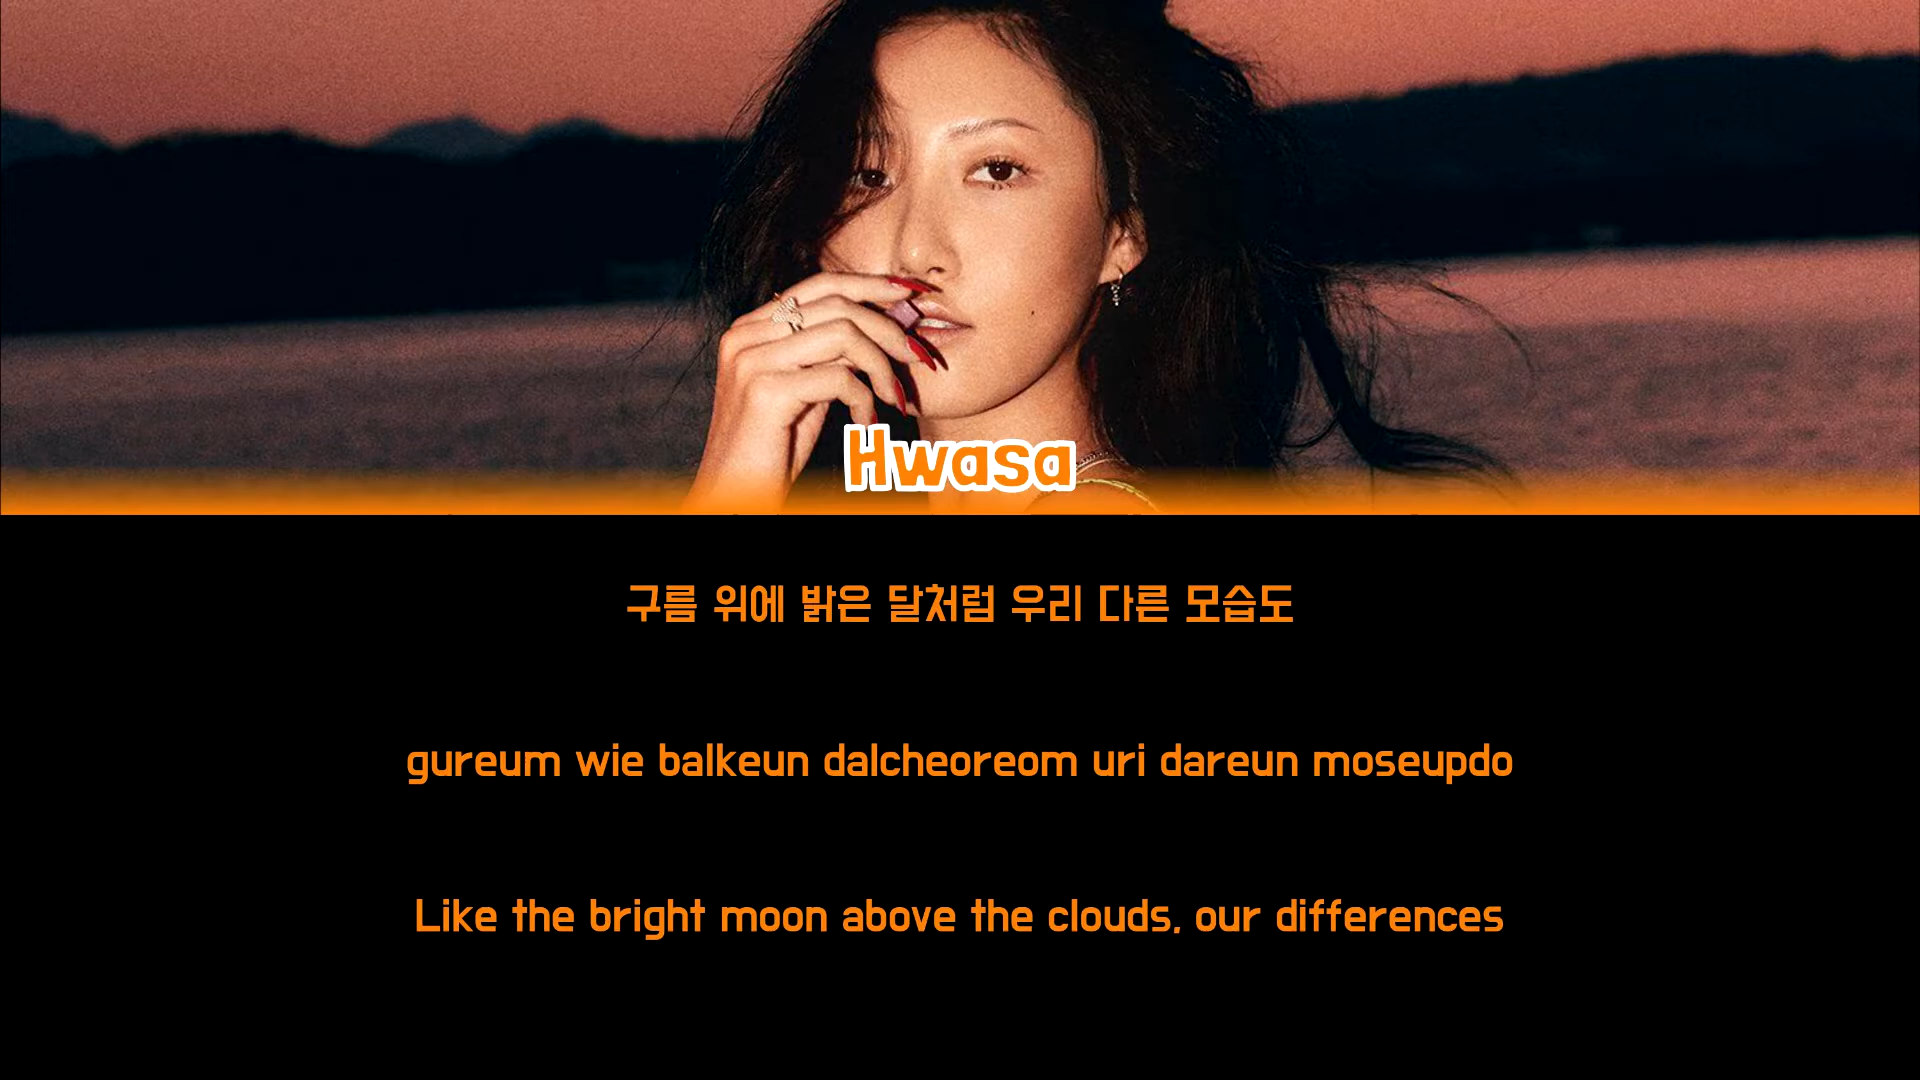 Hwasa
구름 위에 밝은 달처럼 우리 다른 모습도
gureum wie balkeun dalcheoreom uri dareun moseupdo
Like the bright moon above the clouds, our differences